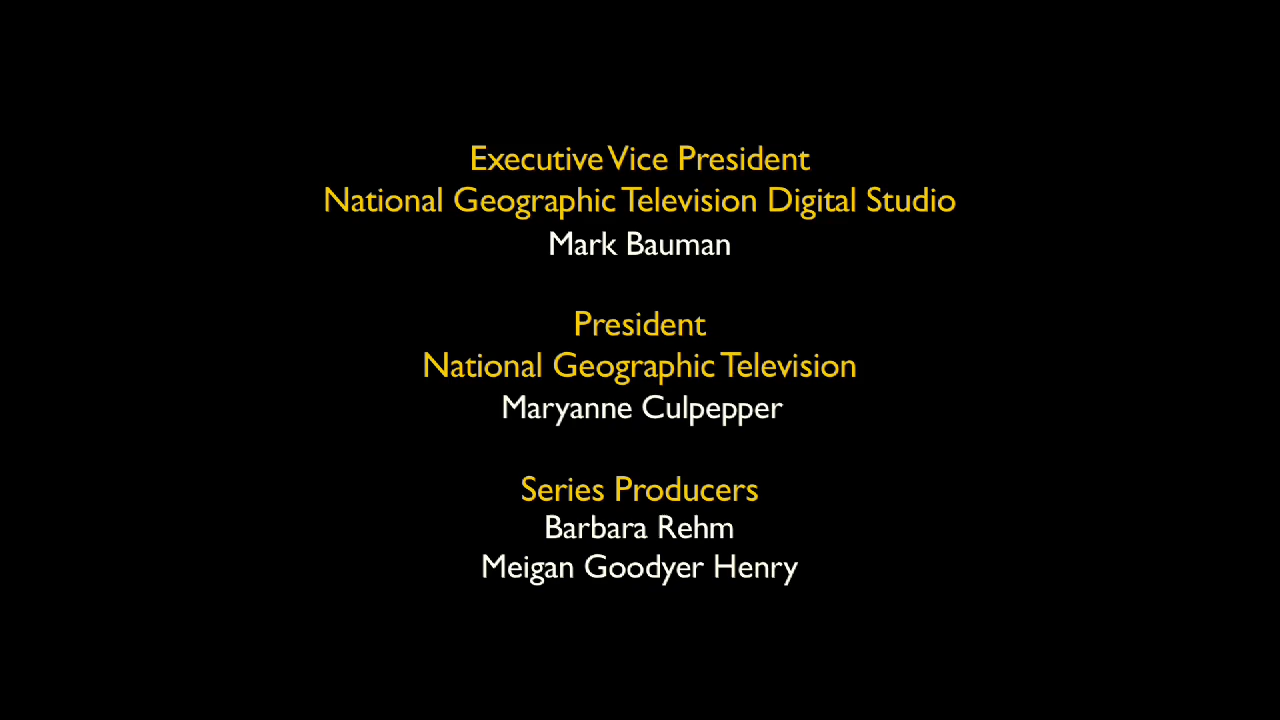 Executive Vice President
National Geographic Television Digital Studio
Mark Bauman
President
National Geographic Television
Maryanne Culpepper
Series Producers
Barbara Rehm
Meigan Goodyer Henry